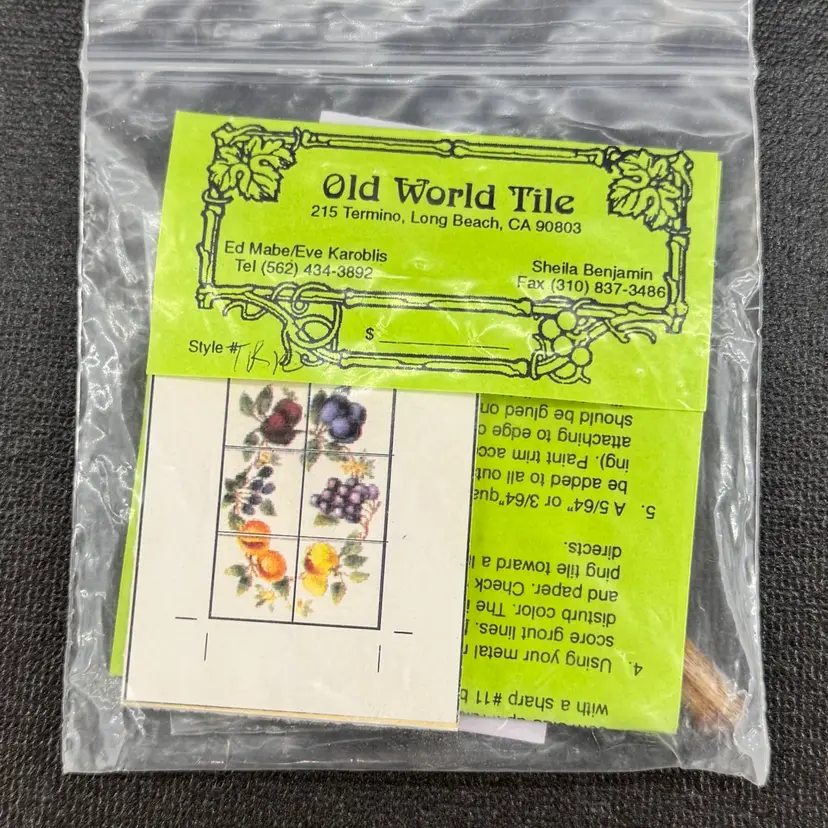 Old World Tile
215 Termino, Long Beach, CA 90803
Ed Mabe/Eve Karoblis
Tel (562) 434-3892
Sheila Benjamin
Fax (310) 837-3486
$
Style #
with a sharp #11 b
4. Using your metal r
score grout lines.
disturb color. The i
and paper. Check
ping tile toward a li
directs.
5. A 5/64" or 3/64"qua
be added to all out
ing). Paint trim acco
attaching to edge o
should be glued on